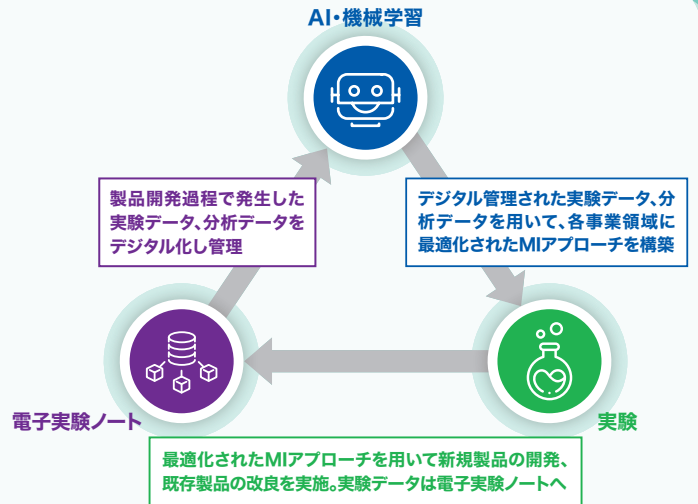 AI・機械学習
製品開発過程で発生した
実験データ、分析データを
デジタル化し管理
デジタル管理された実験データ、分
析データを用いて、各事業領域に
最適化されたMIアプローチを構築
電子実験ノート
実験
最適化されたMIアプローチを用いて新規製品の開発、
既存製品の改良を実施。実験データは電子実験ノートへ